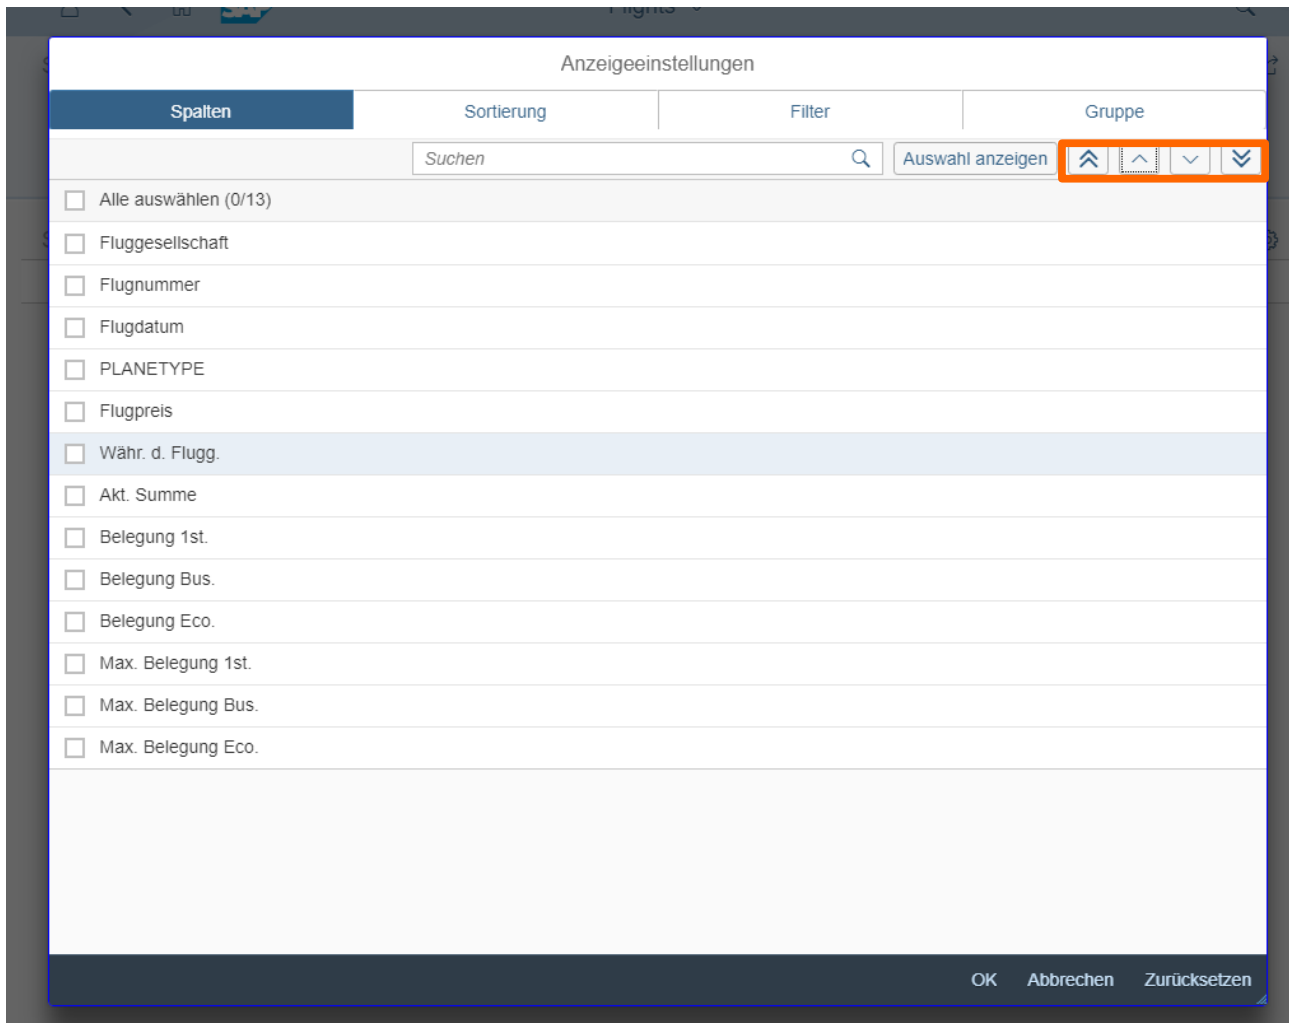 SAP Flights
Anzeigeeinstellungen
Spalten Sortierung Filter Gruppe
Suchen Auswahl anzeigen
Alle auswählen (0/13)
Fluggesellschaft
Flugnummer
Flugdatum
PLANETYPE
Flugpreis
Währ. d. Flugg.
Akt. Summe
Belegung 1st.
Belegung Bus.
Belegung Eco.
Max. Belegung 1st.
Max. Belegung Bus.
Max. Belegung Eco.
OK Abbrechen Zurücksetzen